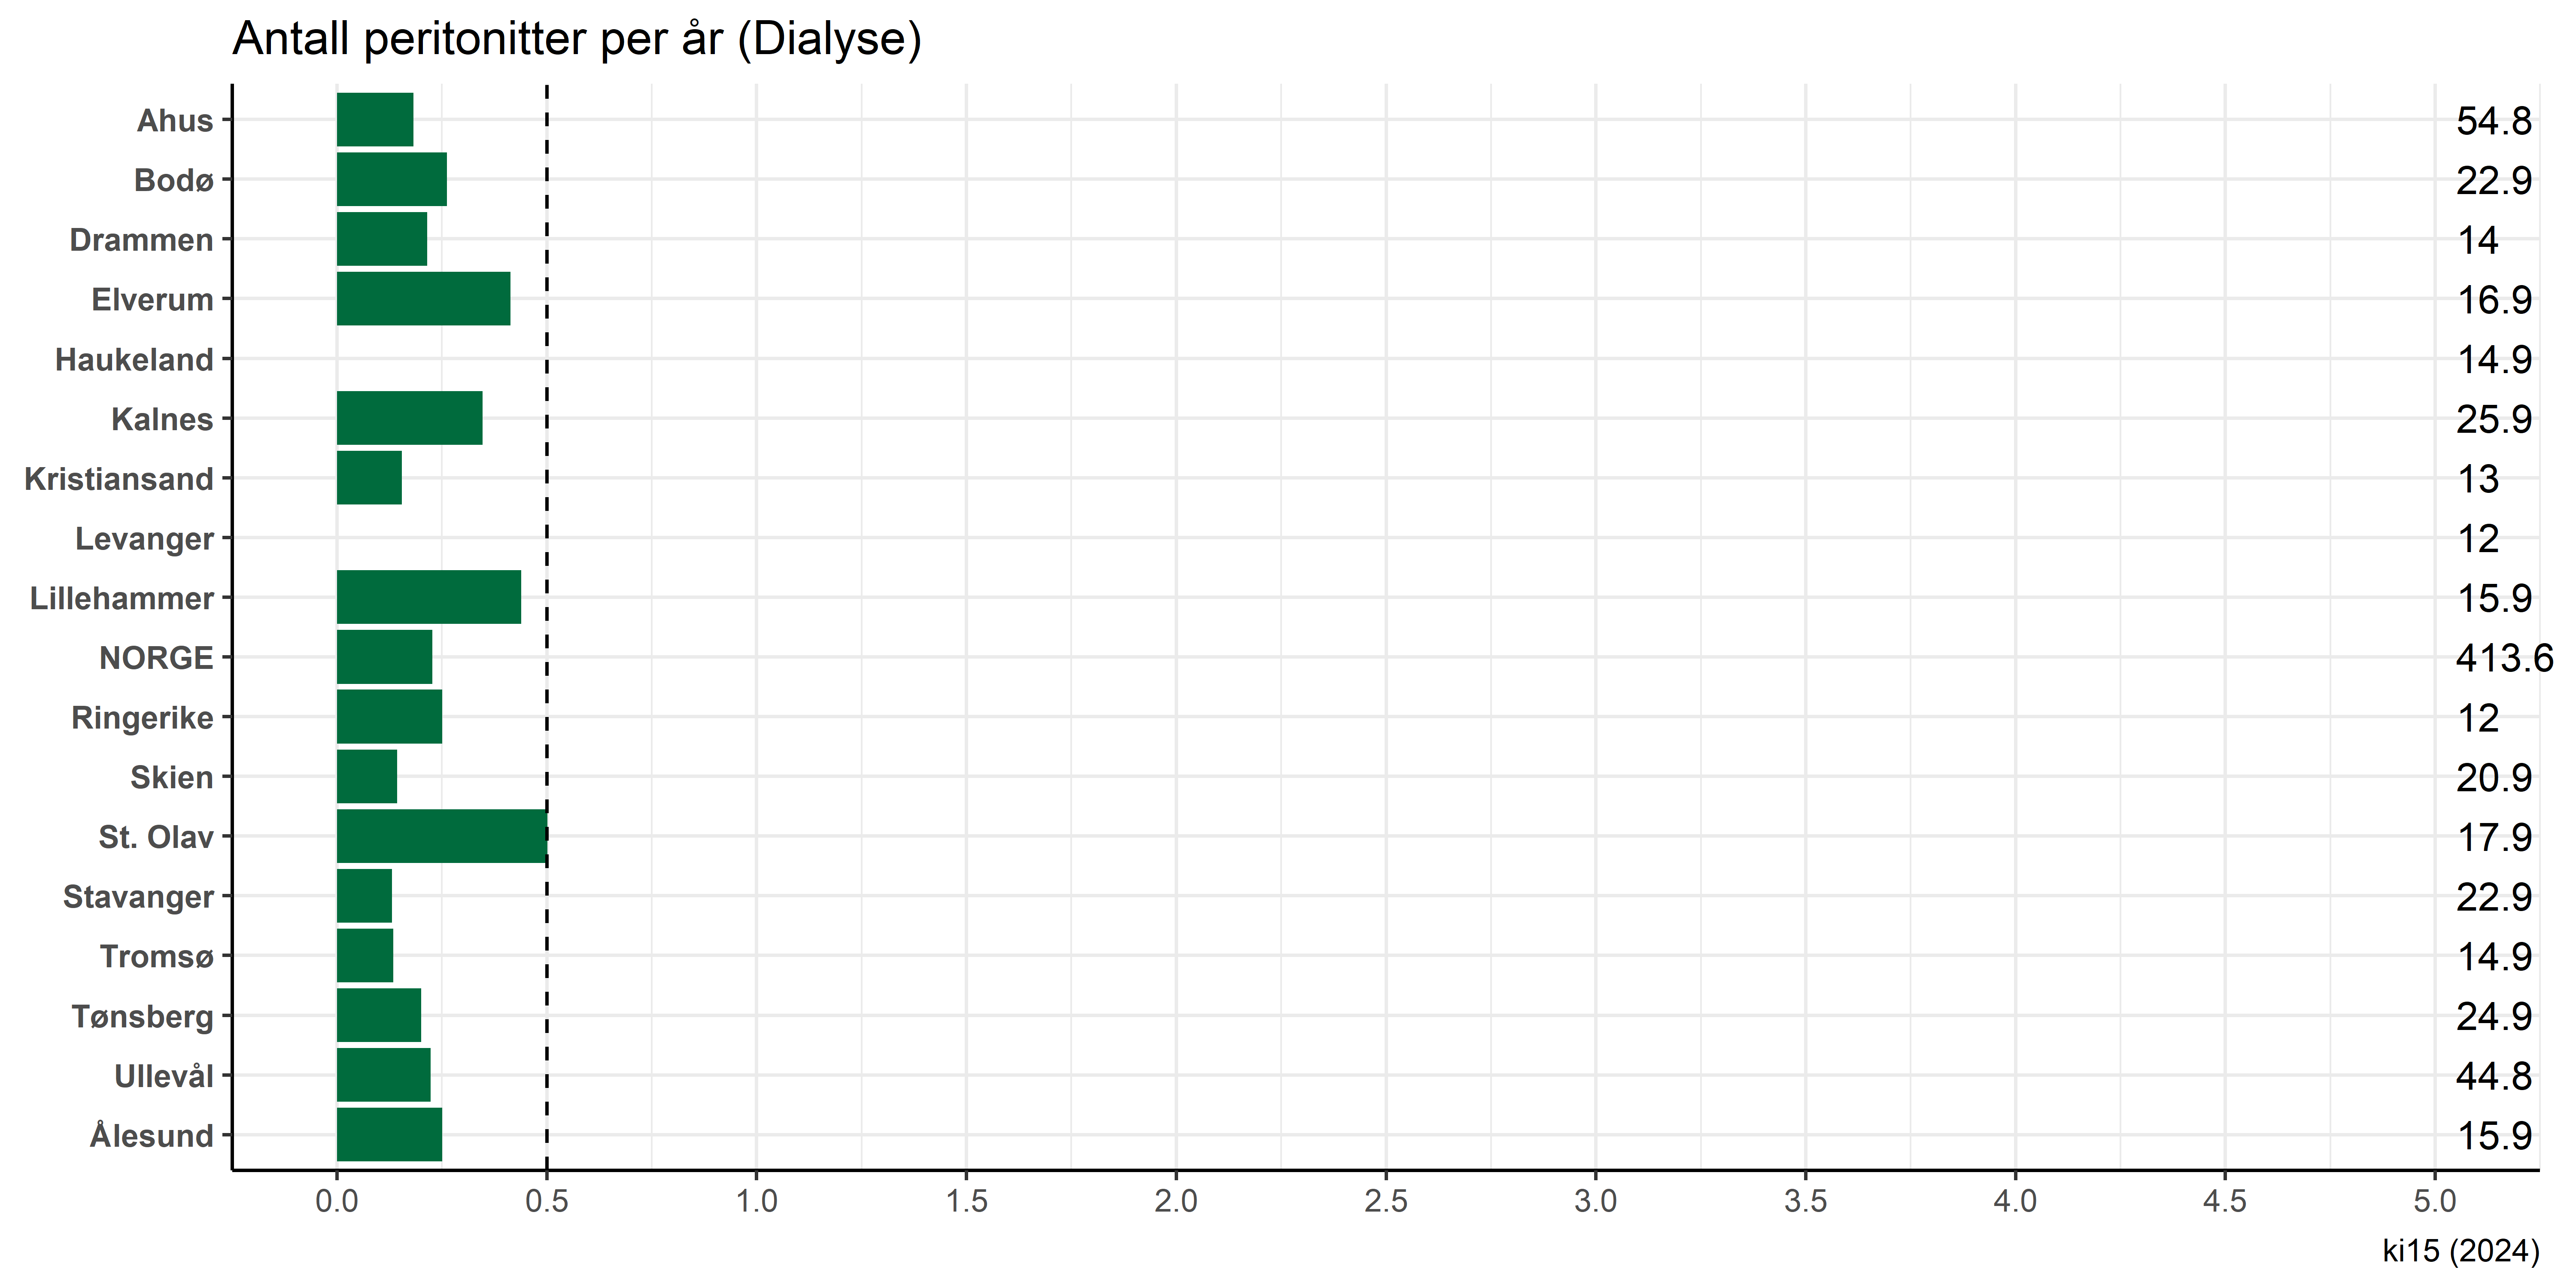 Antall peritonitter per år (Dialyse)
Ahus 54.8
Bodø 22.9
Drammen 14
Elverum 16.9
Haukeland 14.9
Kalnes 25.9
Kristiansand 13
Levanger 12
Lillehammer 15.9
NORGE 413.6
Ringerike 12
Skien 20.9
St. Olav 17.9
Stavanger 22.9
Tromsø 14.9
Tønsberg 24.9
Ullevål 44.8
Ålesund 15.9
0.0 0.5 1.0 1.5 2.0 2.5 3.0 3.5 4.0 4.5 5.0
ki15 (2024)